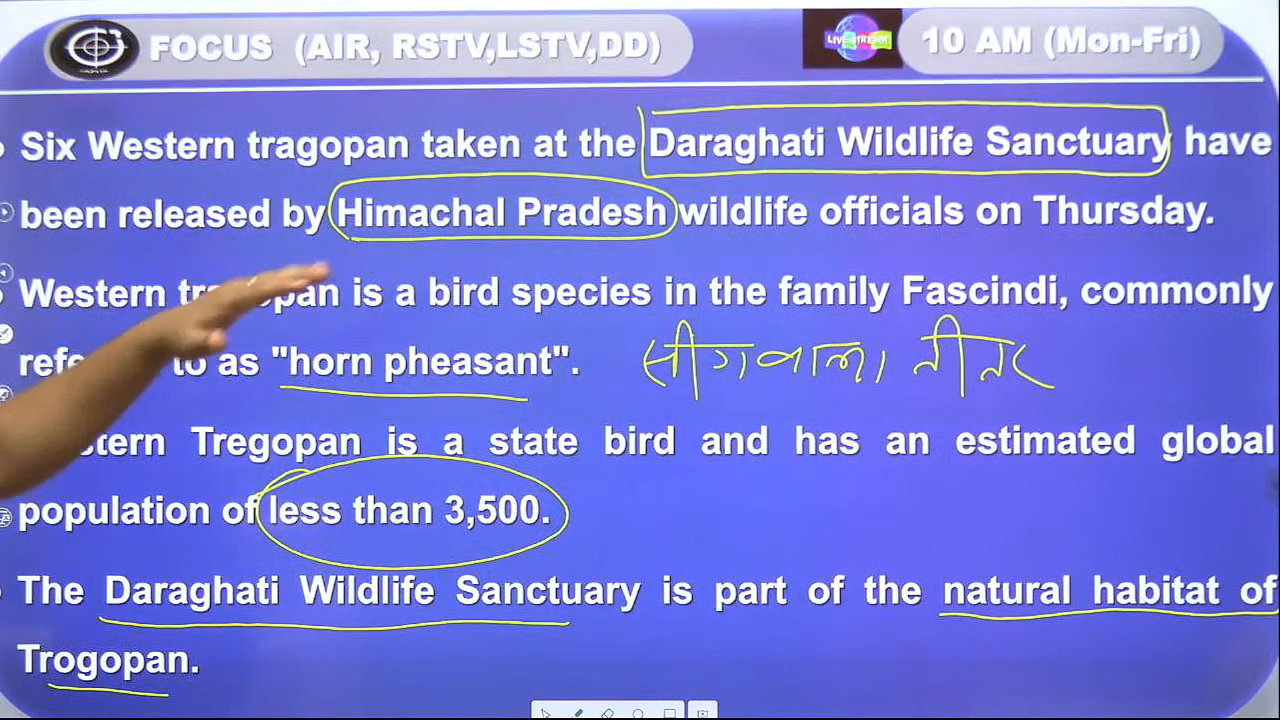 FOCUS (AIR, RSTV,LSTV,DD)
LIVE STREAM
10 AM (Mon-Fri)
Six Western tragopan taken at the Daraghati Wildlife Sanctuary have
been released by Himachal Pradesh wildlife officials on Thursday.
Western is a bird species in the family Fascindi, commonly
to as "horn pheasant".
सींगवाला तीतर
Tregopan is a state bird and has an estimated global
population of less than 3,500.
The Daraghati Wildlife Sanctuary is part of the natural habitat of
Trogopan.